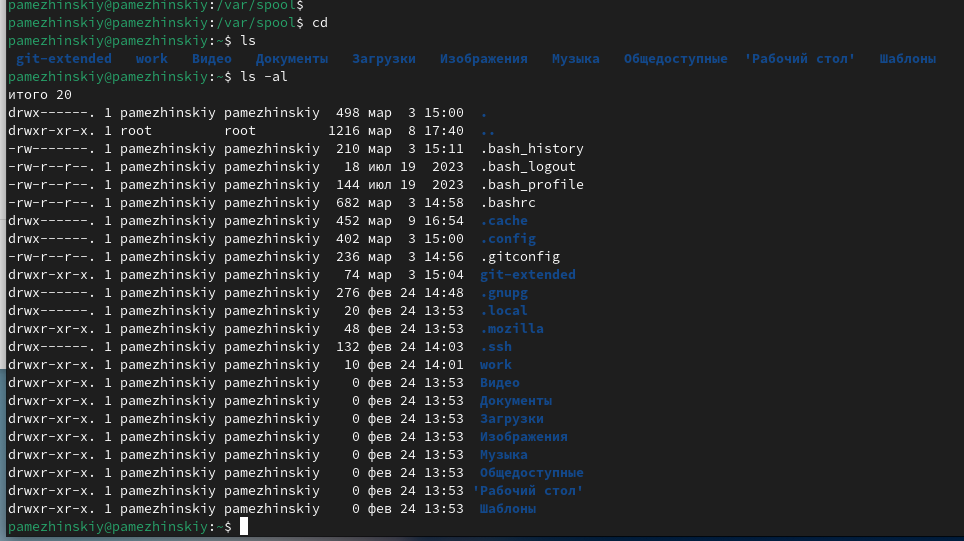 pamezhinskiy@pamezhinskiy:/var/spool$
pamezhinskiy@pamezhinskiy:/var/spool$ cd
pamezhinskiy@pamezhinskiy:~$ ls
git-extended work Видео Документы Загрузки Изображения Музыка Общедоступные 'Рабочий стол' Шаблоны
pamezhinskiy@pamezhinskiy:~$ ls -al
итого 20
drwx------. 1 pamezhinskiy pamezhinskiy 498 мар 3 15:00 .
drwxr-xr-x. 1 root root 1216 мар 8 17:40 ..
-rw-------. 1 pamezhinskiy pamezhinskiy 210 мар 3 15:11 .bash_history
-rw-r--r--. 1 pamezhinskiy pamezhinskiy 18 июл 19 2023 .bash_logout
-rw-r--r--. 1 pamezhinskiy pamezhinskiy 144 июл 19 2023 .bash_profile
-rw-r--r--. 1 pamezhinskiy pamezhinskiy 682 мар 3 14:58 .bashrc
drwx------. 1 pamezhinskiy pamezhinskiy 452 мар 9 16:54 .cache
drwx------. 1 pamezhinskiy pamezhinskiy 402 мар 3 15:00 .config
-rw-r--r--. 1 pamezhinskiy pamezhinskiy 236 мар 3 14:56 .gitconfig
drwxr-xr-x. 1 pamezhinskiy pamezhinskiy 74 мар 3 15:04 git-extended
drwx------. 1 pamezhinskiy pamezhinskiy 276 фев 24 14:48 .gnupg
drwx------. 1 pamezhinskiy pamezhinskiy 20 фев 24 13:53 .local
drwxr-xr-x. 1 pamezhinskiy pamezhinskiy 48 фев 24 13:53 .mozilla
drwx------. 1 pamezhinskiy pamezhinskiy 132 фев 24 14:03 .ssh
drwxr-xr-x. 1 pamezhinskiy pamezhinskiy 10 фев 24 14:01 work
drwxr-xr-x. 1 pamezhinskiy pamezhinskiy 0 фев 24 13:53 Видео
drwxr-xr-x. 1 pamezhinskiy pamezhinskiy 0 фев 24 13:53 Документы
drwxr-xr-x. 1 pamezhinskiy pamezhinskiy 0 фев 24 13:53 Загрузки
drwxr-xr-x. 1 pamezhinskiy pamezhinskiy 0 фев 24 13:53 Изображения
drwxr-xr-x. 1 pamezhinskiy pamezhinskiy 0 фев 24 13:53 Музыка
drwxr-xr-x. 1 pamezhinskiy pamezhinskiy 0 фев 24 13:53 Общедоступные
drwxr-xr-x. 1 pamezhinskiy pamezhinskiy 0 фев 24 13:53 'Рабочий стол'
drwxr-xr-x. 1 pamezhinskiy pamezhinskiy 0 фев 24 13:53 Шаблоны
pamezhinskiy@pamezhinskiy:~$